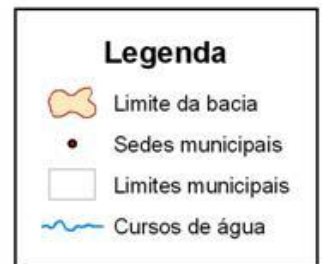 Legenda
Limite da bacia
Sedes municipais
Limites municipais
Cursos de água